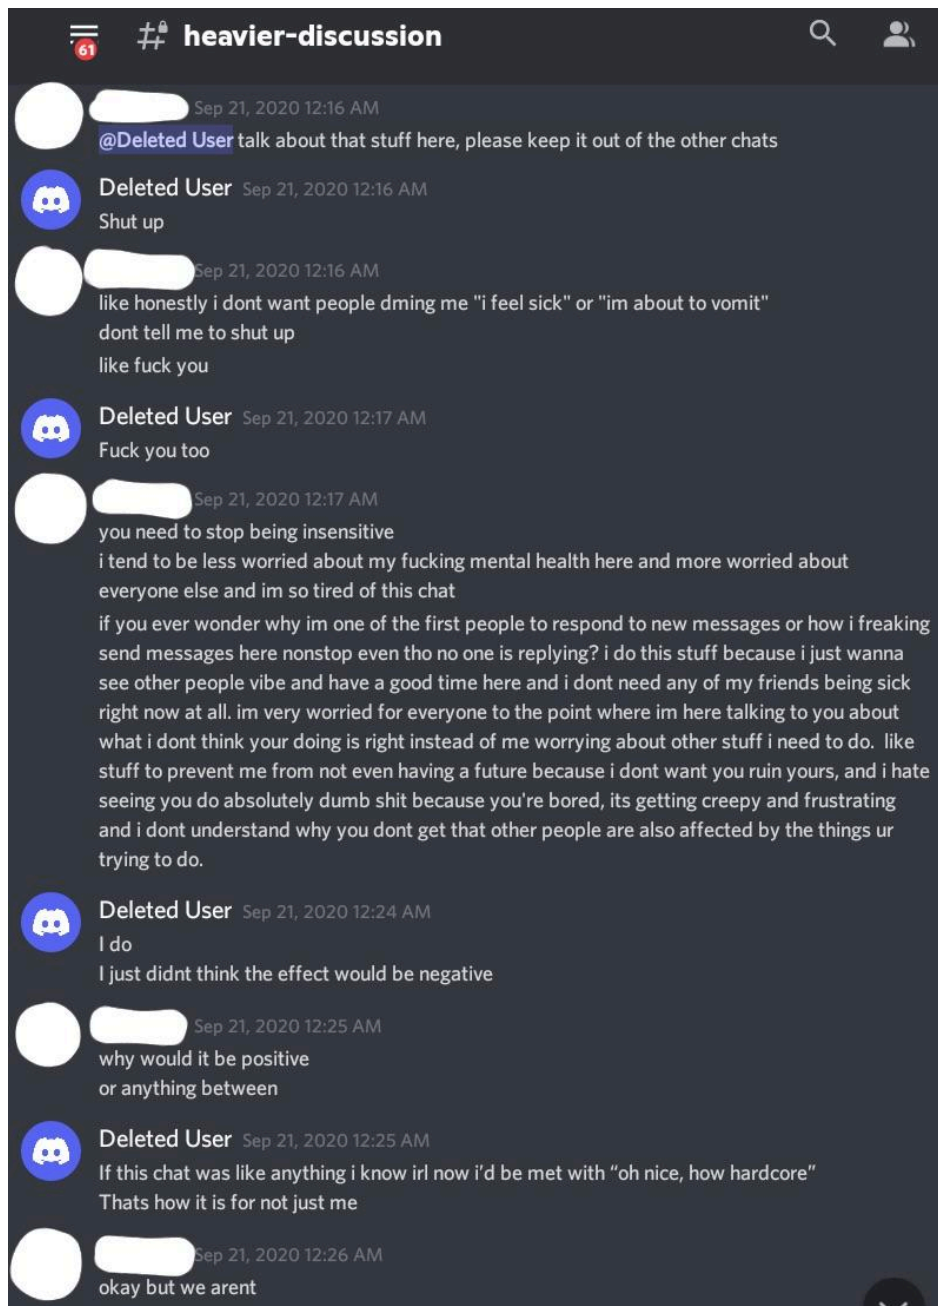 61
heavier-discussion
Sep 21, 2020 12:16 AM
@Deleted User talk about that stuff here, please keep it out of the other chats
Deleted User Sep 21, 2020 12:16 AM
Shut up
Sep 21, 2020 12:16 AM
like honestly i dont want people dming me "i feel sick" or "im about to vomit"
dont tell me to shut up
like fuck you
Deleted User Sep 21, 2020 12:17 AM
Fuck you too
Sep 21, 2020 12:17 AM
you need to stop being insensitive
i tend to be less worried about my fucking mental health here and more worried about
everyone else and im so tired of this chat
if you ever wonder why im one of the first people to respond to new messages or how i freaking
send messages here nonstop even tho no one is replying? i do this stuff because i just wanna
see other people vibe and have a good time here and i dont need any of my friends being sick
right now at all. im very worried for everyone to the point where im here talking to you about
what i dont think your doing is right instead of me worrying about other stuff i need to do.  like
stuff to prevent me from not even having a future because i dont want you ruin yours, and i hate
seeing you do absolutely dumb shit because you're bored, its getting creepy and frustrating
and i dont understand why you dont get that other people are also affected by the things ur
trying to do.
Deleted User Sep 21, 2020 12:24 AM
I do
I just didnt think the effect would be negative
Sep 21, 2020 12:25 AM
why would it be positive
or anything between
Deleted User Sep 21, 2020 12:25 AM
If this chat was like anything i know irl now i'd be met with “oh nice, how hardcore”
Thats how it is for not just me
Sep 21, 2020 12:26 AM
okay but we arent